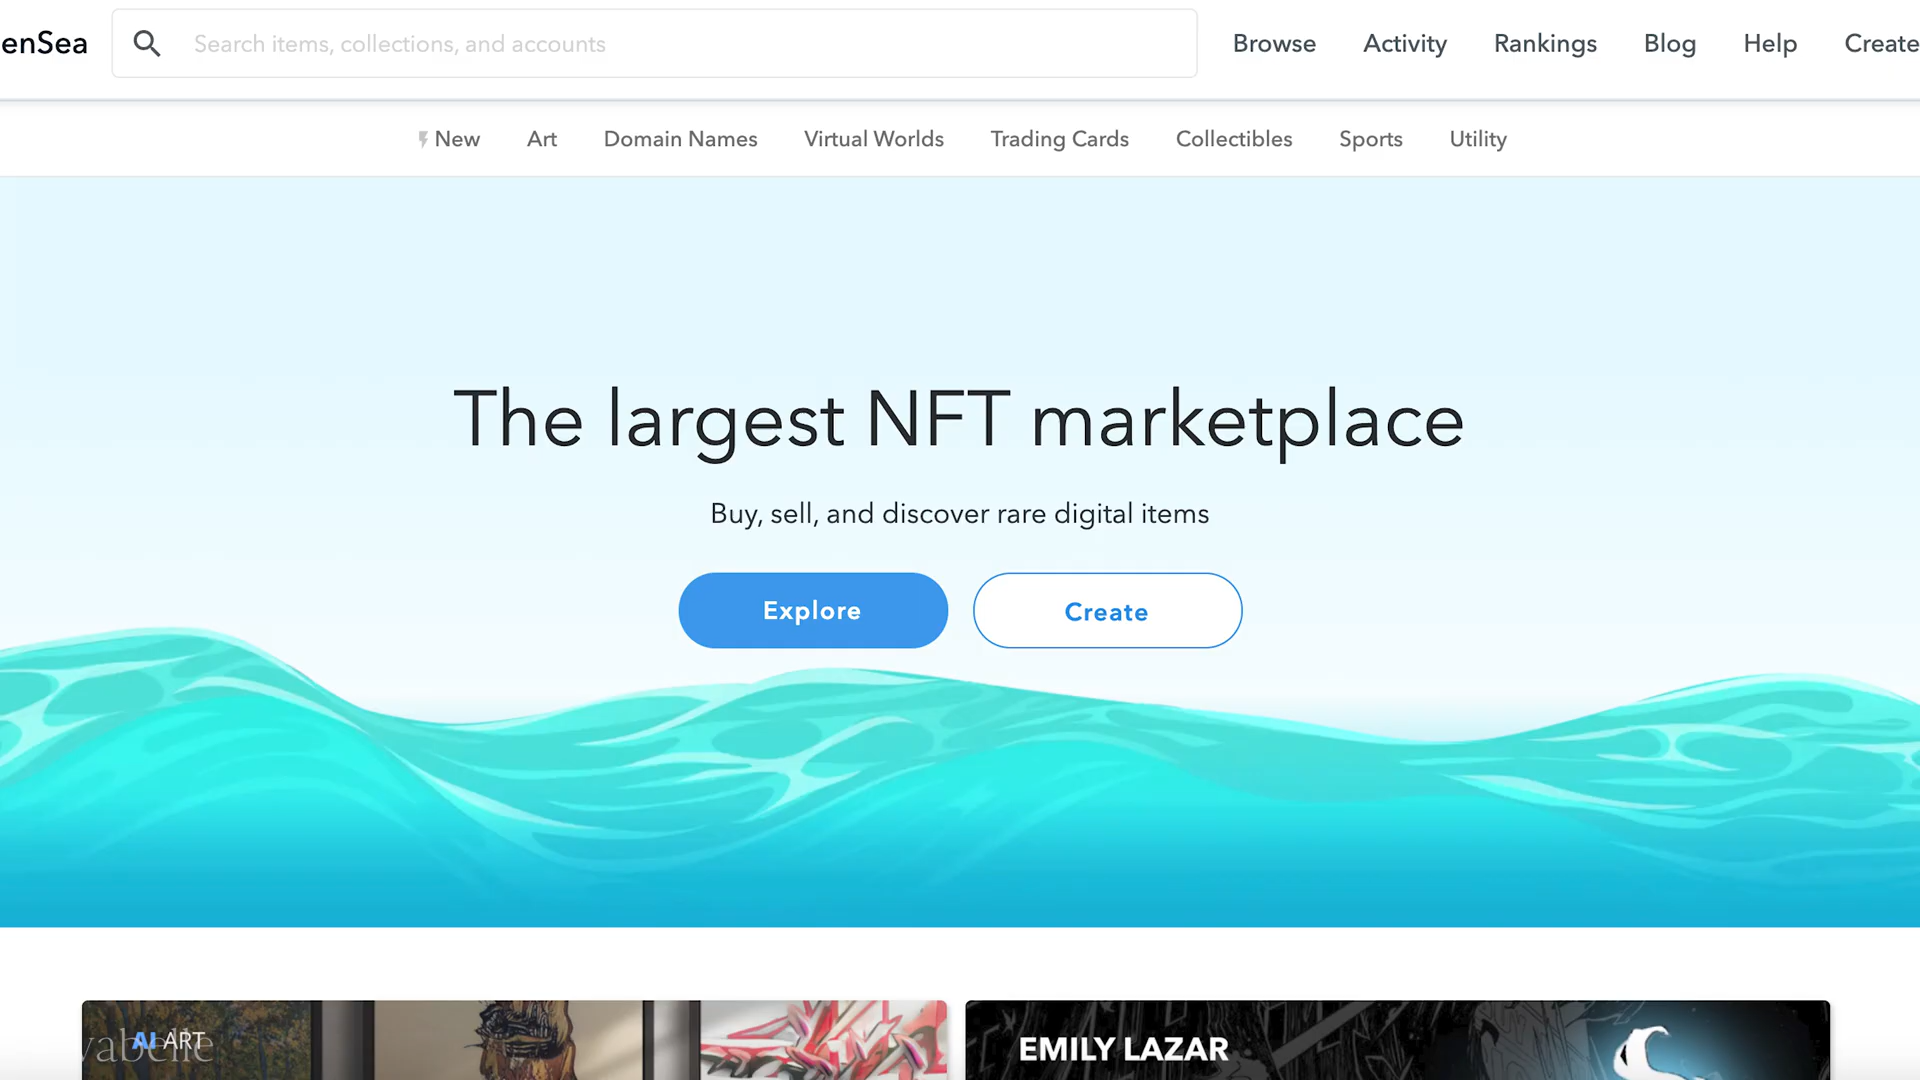 enSea Search items, collections, and accounts Browse Activity Rankings Blog Help Create
New Art Domain Names Virtual Worlds Trading Cards Collectibles Sports Utility
The largest NFT marketplace
Buy, sell, and discover rare digital items
Explore Create
AI ART
vabelle
EMILY LAZAR